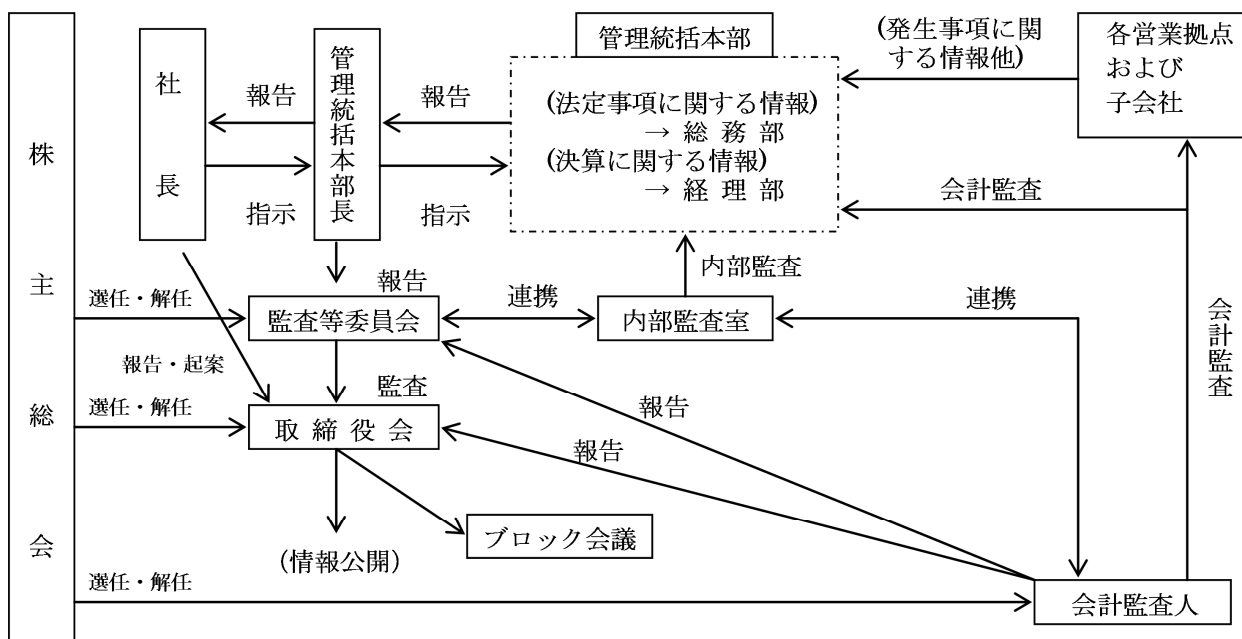 管理統括本部
(発生事項に関
する情報他)
各営業拠点
および
子会社
社長
管理統括本部長
報告
報告
(法定事項に関する情報)
→ 総 務 部
(決算に関する情報)
→ 経 理 部
指示
指示
会計監査
株主総会
報告
内部監査
選任・解任
監査等委員会
連携
内部監査室
連携
会計監査
報告・起案
監査
選任・解任
取 締 役 会
報告
報告
ブロック会議
(情報公開)
選任・解任
会計監査人